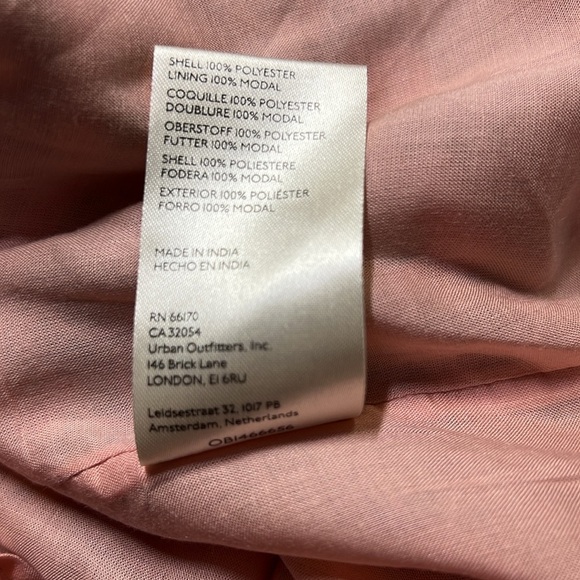 SHELL 100% POLYESTER
LINING 100% MODAL
COQUILLE 100% POLYESTER
DOUBLURE 100% MODAL
OBERSTOFF 100% POLYESTER
FUTTER 100% MODAL
SHELL 100% POLIESTERE
FODERA 100% MODAL
EXTERIOR 100% POLIÉSTER
FORRO 100% MODAL
MADE IN INDIA
HECHO EN INDIA
RN 66170
CA32054
Urban Outfitters, Inc.
146 Brick Lane
LONDON, E1 6RU
Leidsestraat 32, 1017 PB
Amsterdam, Netherlands
OB1466656